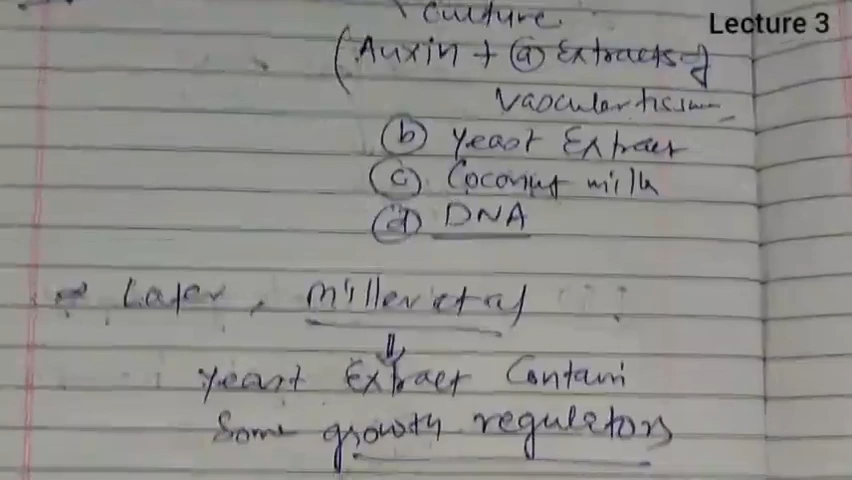 culture.
Lecture 3
(Auxin + (a) Extracts of
Vascular tissue
(b) Yeast Extract
(c) Coconut milk
(d) DNA
Later, Miller et al
⇓
Yeast Extract Contain
Some growth regulators